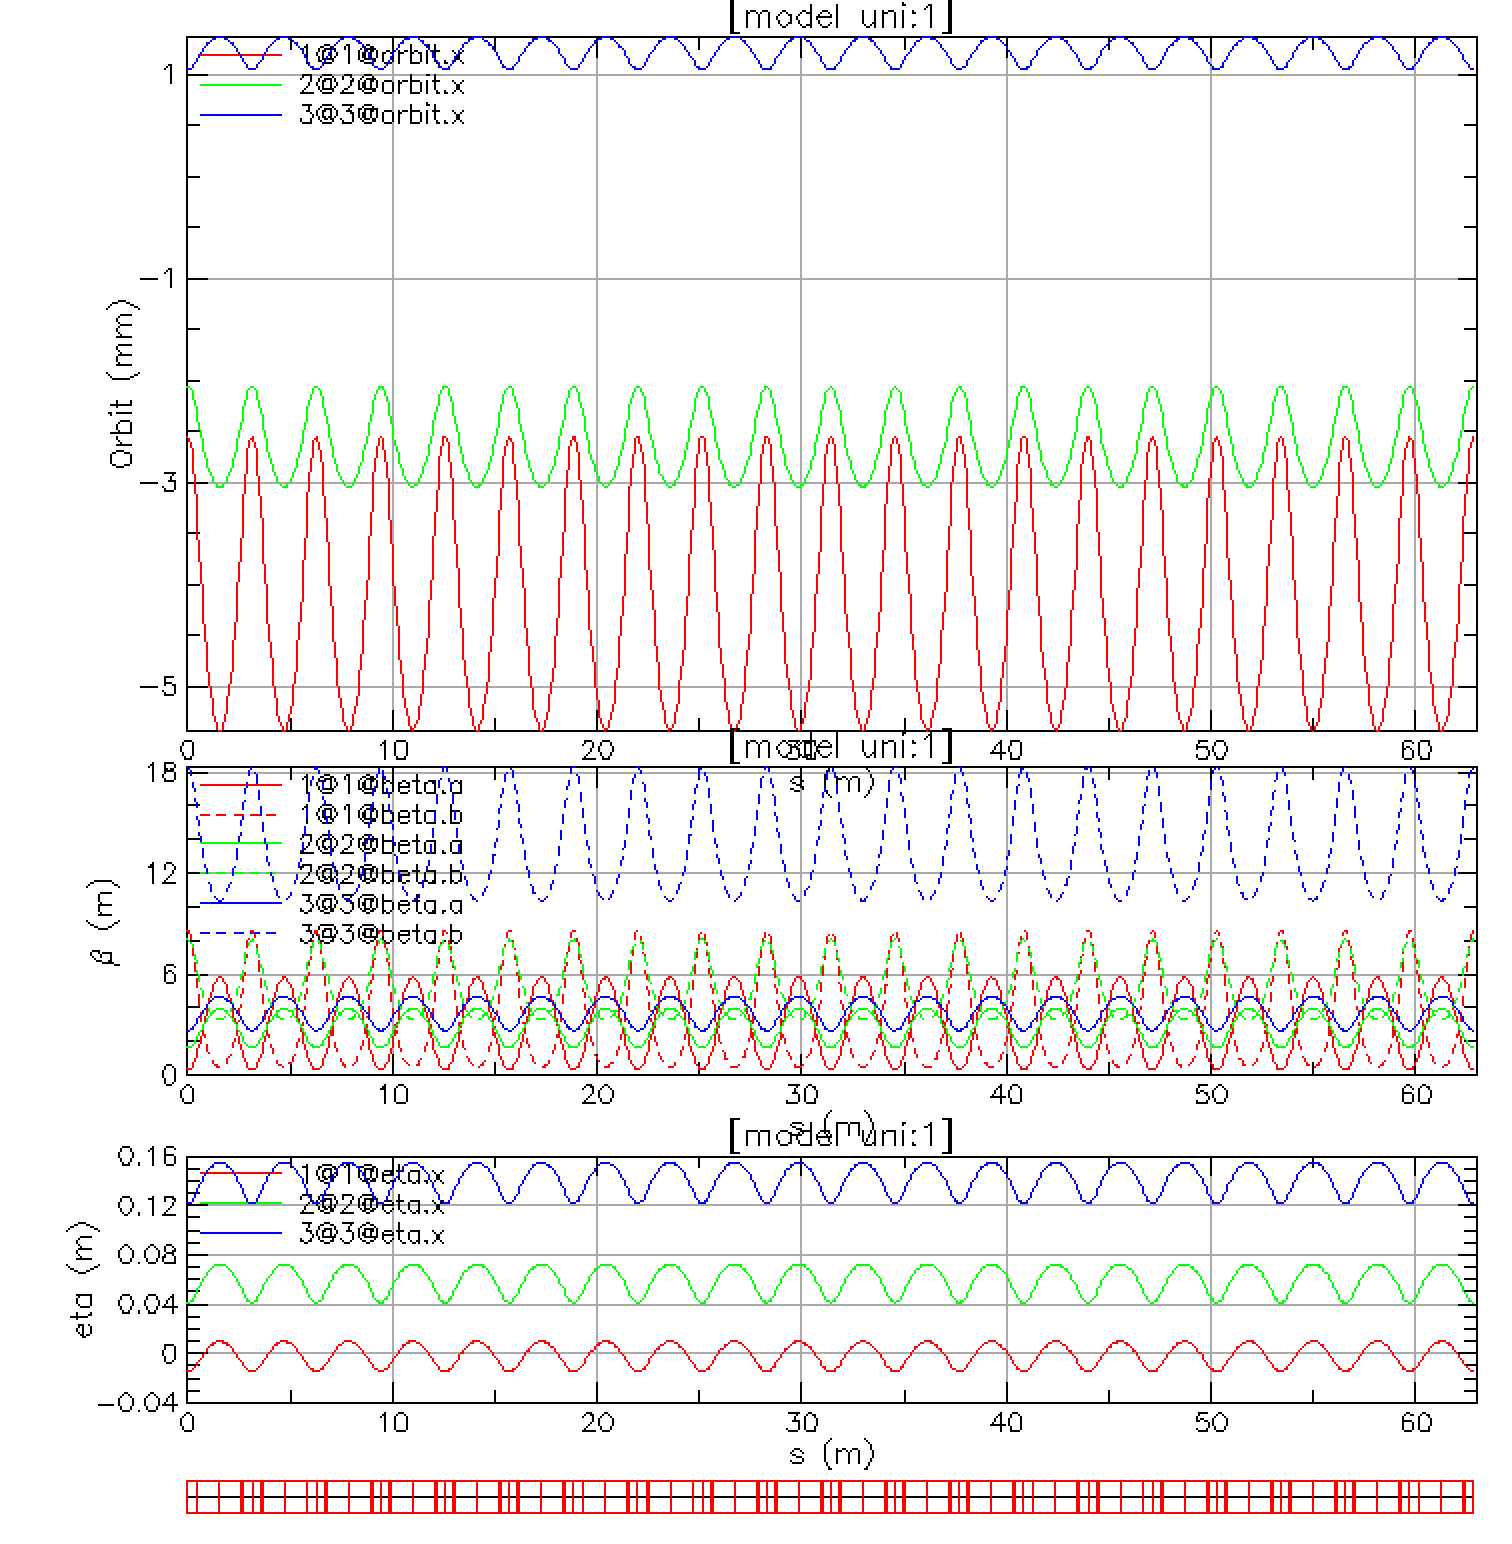 [model uni:1]
1@1@orbit.x
2@2@orbit.x
3@3@orbit.x
1
−1
−3
−5
Orbit (mm)
0 10 20 30 40 50 60
s (m)
[model uni:1]
1@1@beta.a
1@1@beta.b
2@2@beta.a
2@2@beta.b
3@3@beta.a
3@3@beta.b
18
12
6
0
β (m)
0 10 20 30 40 50 60
s (m)
[model uni:1]
1@1@eta.x
2@2@eta.x
3@3@eta.x
0.16
0.12
0.08
0.04
0
−0.04
eta (m)
0 10 20 30 40 50 60
s (m)